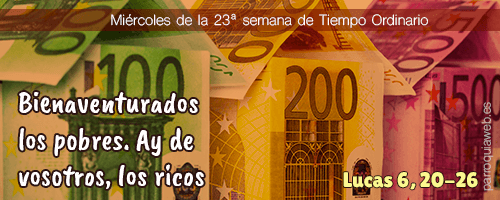 Miércoles de la 23ª semana de Tiempo Ordinario
100
200
500
Bienaventurados
los pobres. Ay de
vosotros, los ricos
Lucas 6, 20–26
parroquiaweb.es